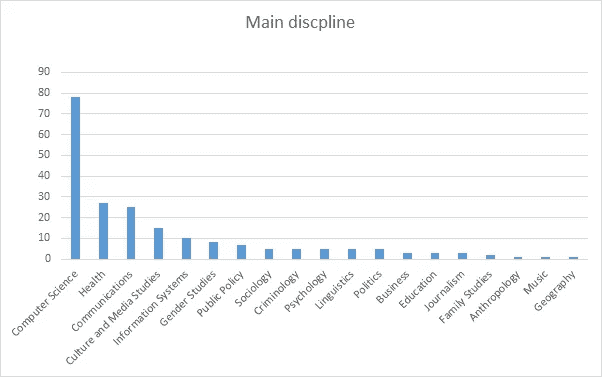 Main discpline
90
80
70
60
50
40
30
20
10
0
Computer Science
Health
Communications
Culture and Media Studies
Information Systems
Gender Studies
Public Policy
Sociology
Criminology
Psychology
Linguistics
Politics
Business
Education
Journalism
Family Studies
Anthropology
Music
Geography